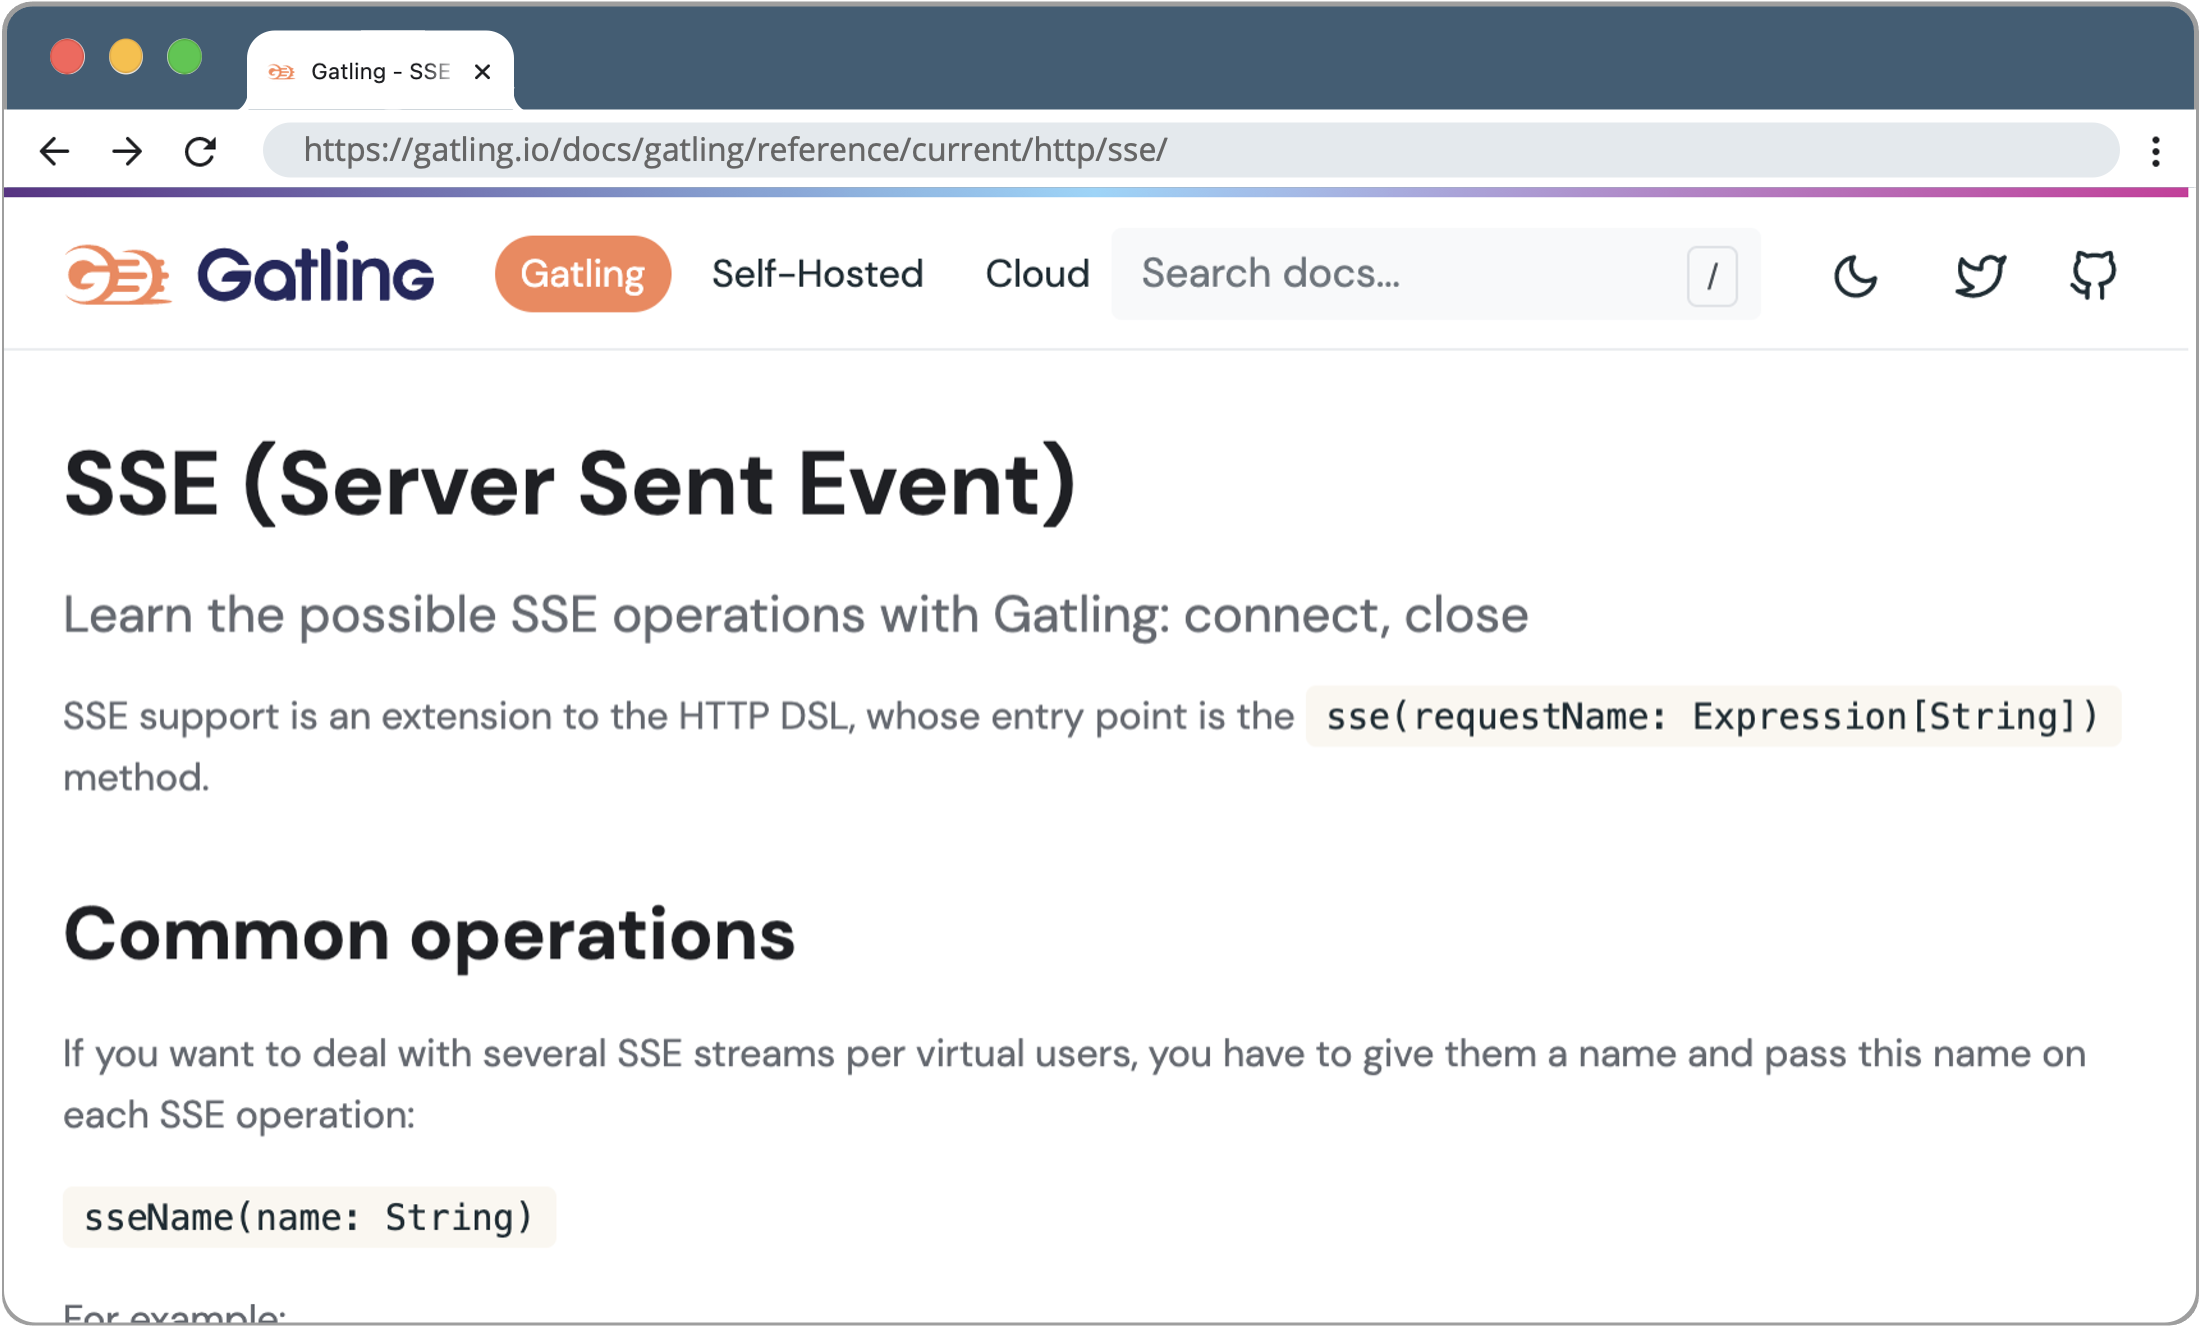 Gatling - SSE
https://gatling.io/docs/gatling/reference/current/http/sse/
Gatling Gatling Self-Hosted Cloud Search docs... /
SSE (Server Sent Event)
Learn the possible SSE operations with Gatling: connect, close
SSE support is an extension to the HTTP DSL, whose entry point is the sse(requestName: Expression[String])
method.
Common operations
If you want to deal with several SSE streams per virtual users, you have to give them a name and pass this name on
each SSE operation:
sseName(name: String)
For example: